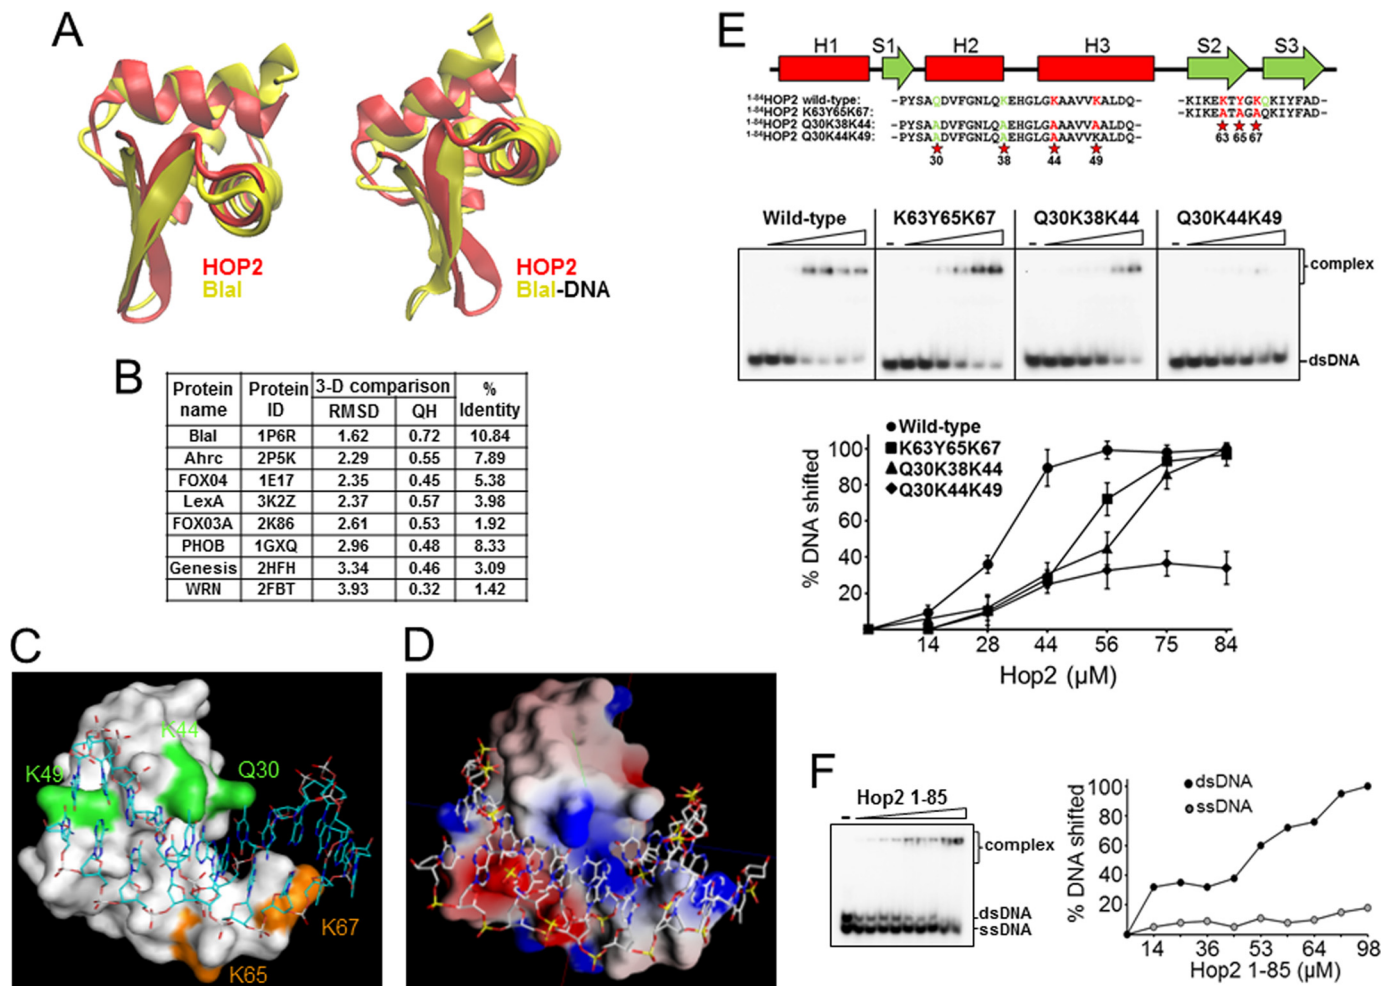 A
HOP2
BlaI
HOP2
BlaI-DNA
B
Protein name | Protein ID | 3-D comparison | % Identity
RMSD | QH
BlaI | 1P6R | 1.62 | 0.72 | 10.84
Ahrc | 2P5K | 2.29 | 0.55 | 7.89
FOX04 | 1E17 | 2.35 | 0.45 | 5.38
LexA | 3K2Z | 2.37 | 0.57 | 3.98
FOX03A | 2K86 | 2.61 | 0.53 | 1.92
PHOB | 1GXQ | 2.96 | 0.48 | 8.33
Genesis | 2HFH | 3.34 | 0.46 | 3.09
WRN | 2FBT | 3.93 | 0.32 | 1.42
C
K44
K49
Q30
K67
K65
D
E
H1 S1 H2 H3 S2 S3
1-84HOP2 wild-type: -PYSAQDVFGNLQKEHGLGKAAVVKALDQ- -KIKEKTYGKQKIYFAD-
1-84HOP2 K63Y65K67: -KIKEATAGAQKIYFAD-
1-84HOP2 Q30K38K44: -PYSAADVFGNLQAEHGLGAAAVVAALDQ-
1-84HOP2 Q30K44K49: -PYSAADVFGNLQAEHGLGAAAVVKALDQ-
30 38 44 49
63 65 67
Wild-type K63Y65K67 Q30K38K44 Q30K44K49
– – –
complex
dsDNA
Wild-type
K63Y65K67
Q30K38K44
Q30K44K49
% DNA shifted
100
80
60
40
20
14 28 44 56 75 84
Hop2 (µM)
F
Hop2 1-85
–
complex
dsDNA
ssDNA
dsDNA
ssDNA
% DNA shifted
100
80
60
40
20
14 36 53 64 98
Hop2 1-85 (µM)